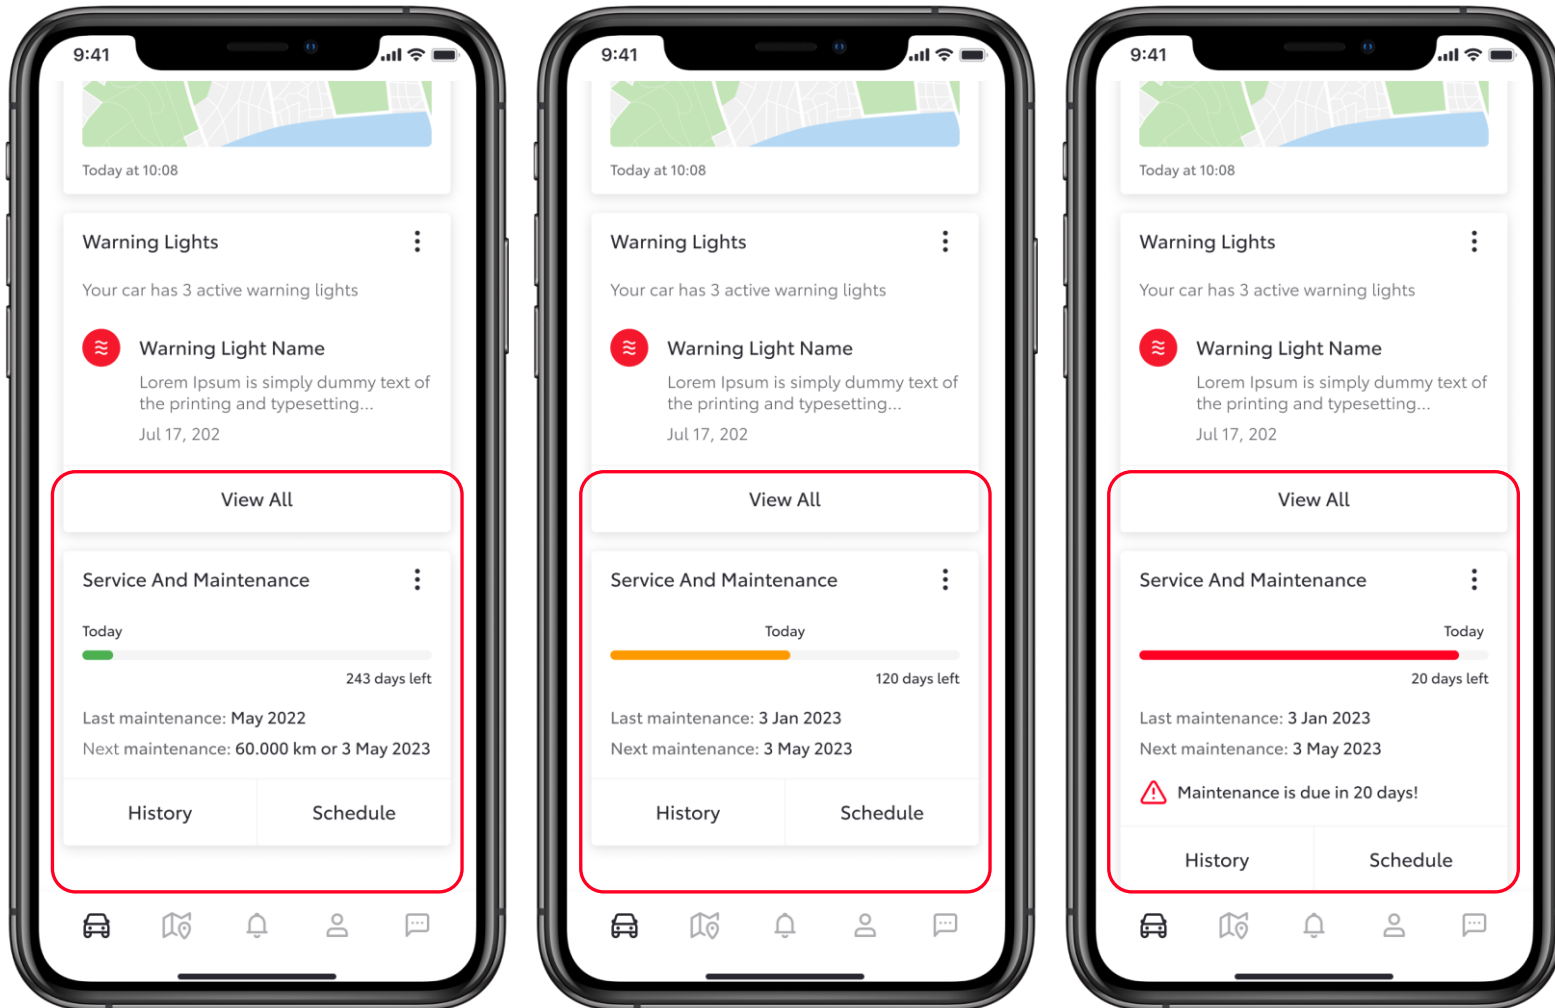 9:41
Today at 10:08
Warning Lights
Your car has 3 active warning lights
Warning Light Name
Lorem Ipsum is simply dummy text of
the printing and typesetting...
Jul 17, 202
View All
Service And Maintenance
Today
243 days left
Last maintenance: May 2022
Next maintenance: 60.000 km or 3 May 2023
History Schedule
9:41
Today at 10:08
Warning Lights
Your car has 3 active warning lights
Warning Light Name
Lorem Ipsum is simply dummy text of
the printing and typesetting...
Jul 17, 202
View All
Service And Maintenance
Today
120 days left
Last maintenance: 3 Jan 2023
Next maintenance: 3 May 2023
History Schedule
9:41
Today at 10:08
Warning Lights
Your car has 3 active warning lights
Warning Light Name
Lorem Ipsum is simply dummy text of
the printing and typesetting...
Jul 17, 202
View All
Service And Maintenance
Today
20 days left
Last maintenance: 3 Jan 2023
Next maintenance: 3 May 2023
Maintenance is due in 20 days!
History Schedule